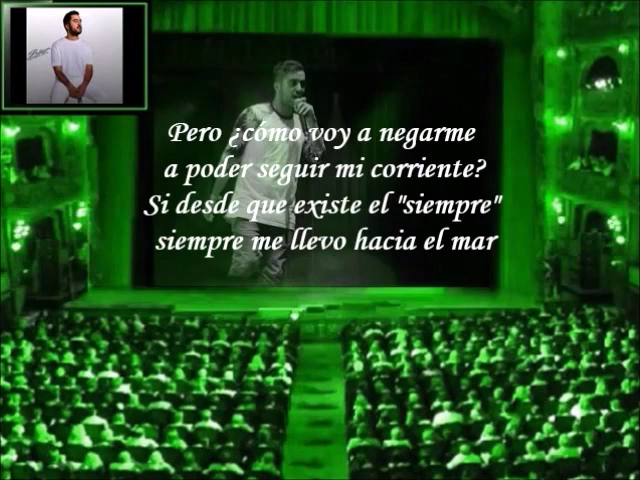 Pero ¿cómo voy a negarme
a poder seguir mi corriente?
Si desde que existe el "siempre"
siempre me llevo hacia el mar